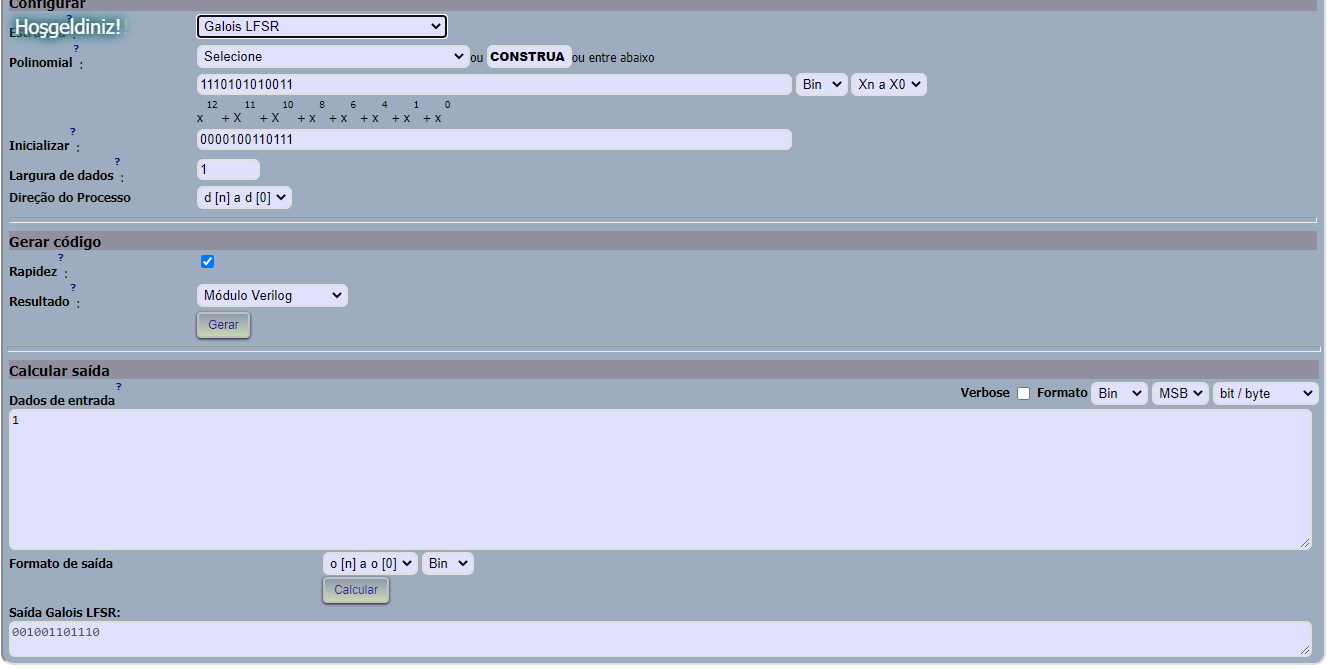 Configurar
Hoşgeldiniz!
?
Galois LFSR
?
Polinomial :
Selecione
ou CONSTRUA ou entre abaixo
1110101010011
Bin
Xn a X0
12 11 10 8 6 4 1 0
x + X + X + x + x + x + x + x
?
Inicializar :
0000100110111
?
Largura de dados :
1
Direção do Processo
d [n] a d [0]
Gerar código
?
Rapidez :
?
Resultado :
Módulo Verilog
Gerar
Calcular saída
?
Dados de entrada
Verbose Formato Bin MSB bit / byte
1
Formato de saída
o [n] a o [0]
Bin
Calcular
Saída Galois LFSR:
001001101110